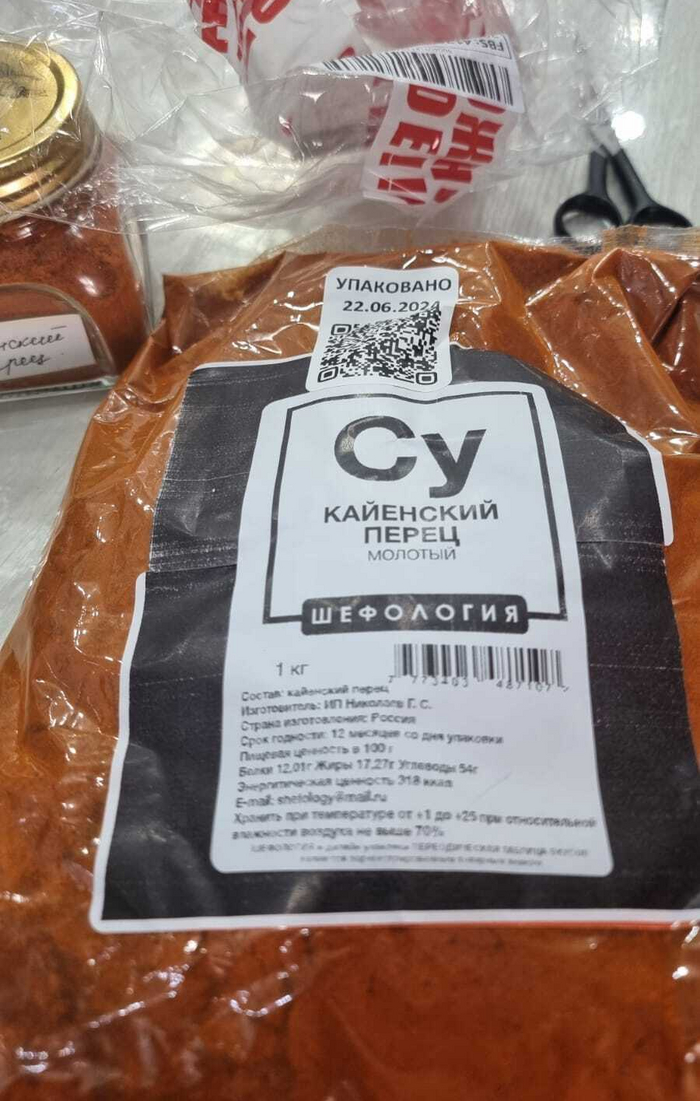 FBS: 4
УПАКОВАНО
22.06.2024
Су
КАЙЕНСКИЙ
ПЕРЕЦ
МОЛОТЫЙ
ШЕФОЛОГИЯ
1 кг
Состав: кайенский перец
Изготовитель: ИП Николаев Г. С.
Страна изготовления: Россия
Срок годности: 12 месяцев со дня упаковки
Пищевая ценность в 100 г
Белки 12,01г Жиры 17,27г Углеводы 54г
Энергитическая ценность 318 ккал
E-mail: shefology@mail.ru
Хранить при температуре от +1 до +25 при относительной
влажности воздуха не выше 70%